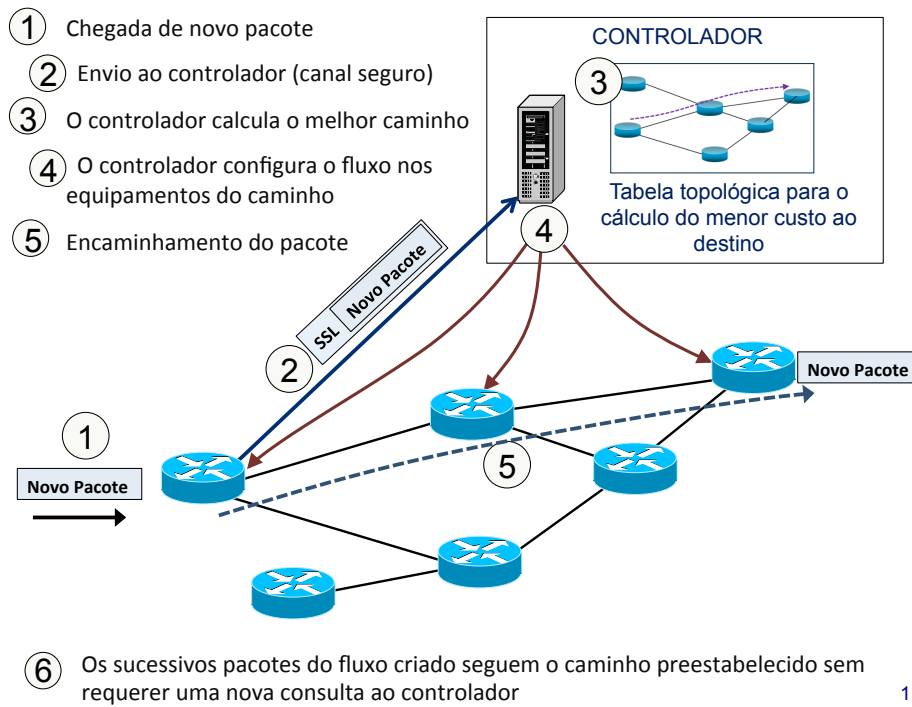 1 Chegada de novo pacote
2 Envio ao controlador (canal seguro)
3 O controlador calcula o melhor caminho
4 O controlador configura o fluxo nos
equipamentos do caminho
5 Encaminhamento do pacote
CONTROLADOR
3
Tabela topológica para o
cálculo do menor custo ao
destino
4
SSL Novo Pacote
2
1
Novo Pacote
Novo Pacote
5
6 Os sucessivos pacotes do fluxo criado seguem o caminho preestabelecido sem
requerer uma nova consulta ao controlador
1